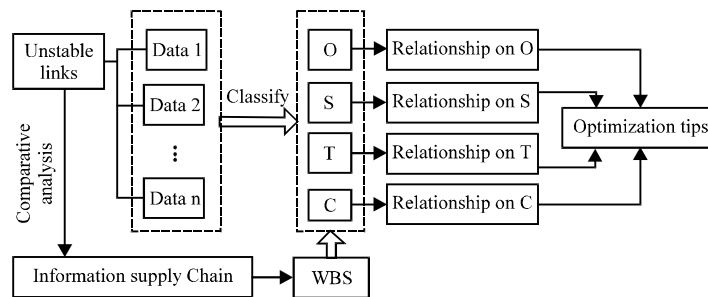 Unstable
links
Data 1
Data 2
...
Data n
Classify
O
S
T
C
Relationship on O
Relationship on S
Relationship on T
Relationship on C
Optimization tips
Comparative
analysis
Information supply Chain
WBS